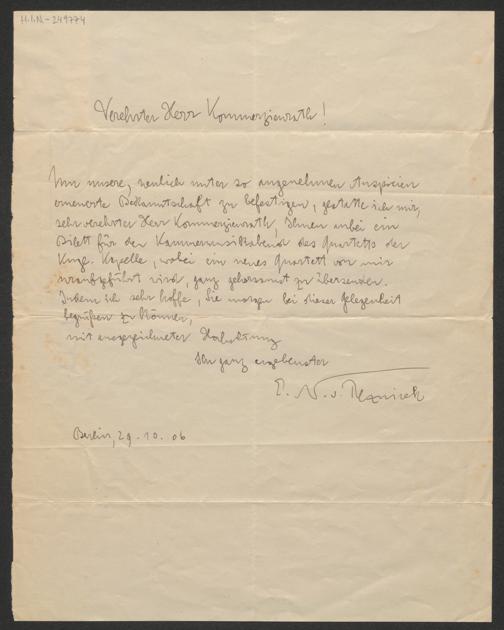 H.I.N.-249774
Verehrter Herr Kommerzienrath!
Um unsere, neulich unter so angenehmen Auspicien
erneuerte Bekanntschaft zu befestigen, gestatte ich mir,
sehr verehrter Herr Kommerzienrath, Ihnen anbei ein
Bilett für den Kammermusikabend des Quartetts der
Kngl. Kapelle, wobei ein neues Quartett von mir
uraufgeführt wird, ganz gehorsamst zu übersenden.
Indem ich sehr hoffe, Sie morgen bei dieser Gelegenheit
begrüßen zu können,
mit ausgezeichneter Hochachtung
Ihr ganz ergebenster
E. N. v. Reznicek
Berlin, 29. 10. 06